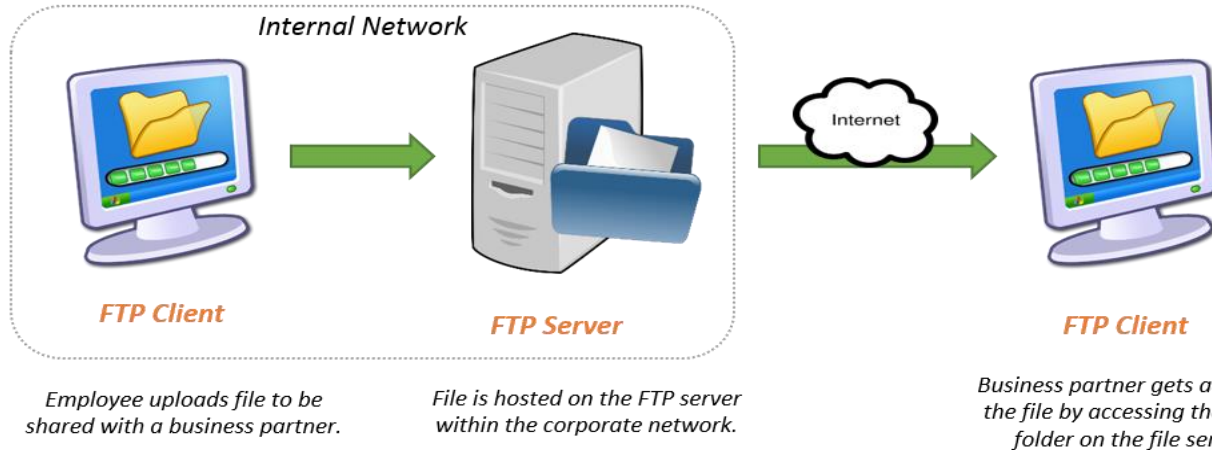 Internal Network
Internet
FTP Client
FTP Server
FTP Client
Employee uploads file to be
shared with a business partner.
File is hosted on the FTP server
within the corporate network.
Business partner gets a
the file by accessing the
folder on the file